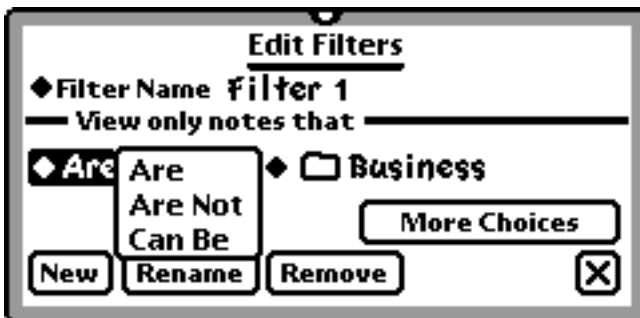 Edit Filters
◆Filter Name Filter 1
View only notes that
◆ Are ◆ Business
Are
Are Not
Can Be
More Choices
New Rename Remove X